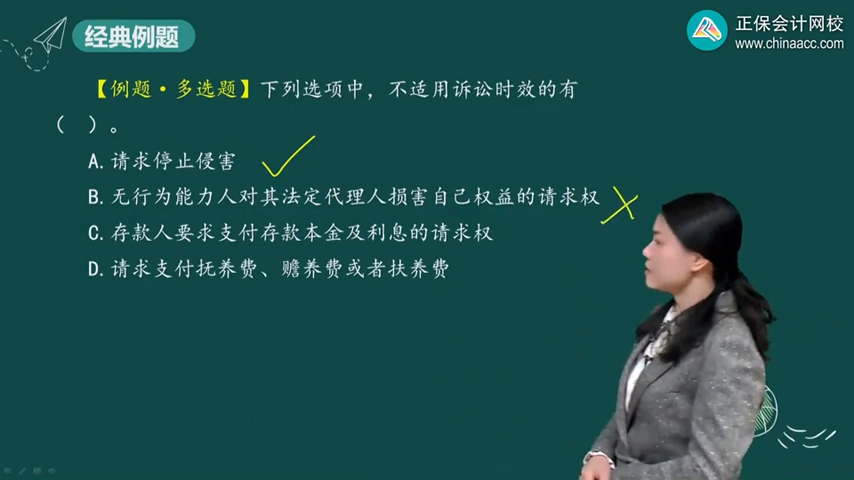 经典例题
正保会计网校
www.chinaacc.com
【例题·多选题】下列选项中，不适用诉讼时效的有
（ ）。
A.请求停止侵害
B.无行为能力人对其法定代理人损害自己权益的请求权
C.存款人要求支付存款本金及利息的请求权
D.请求支付抚养费、赡养费或者扶养费